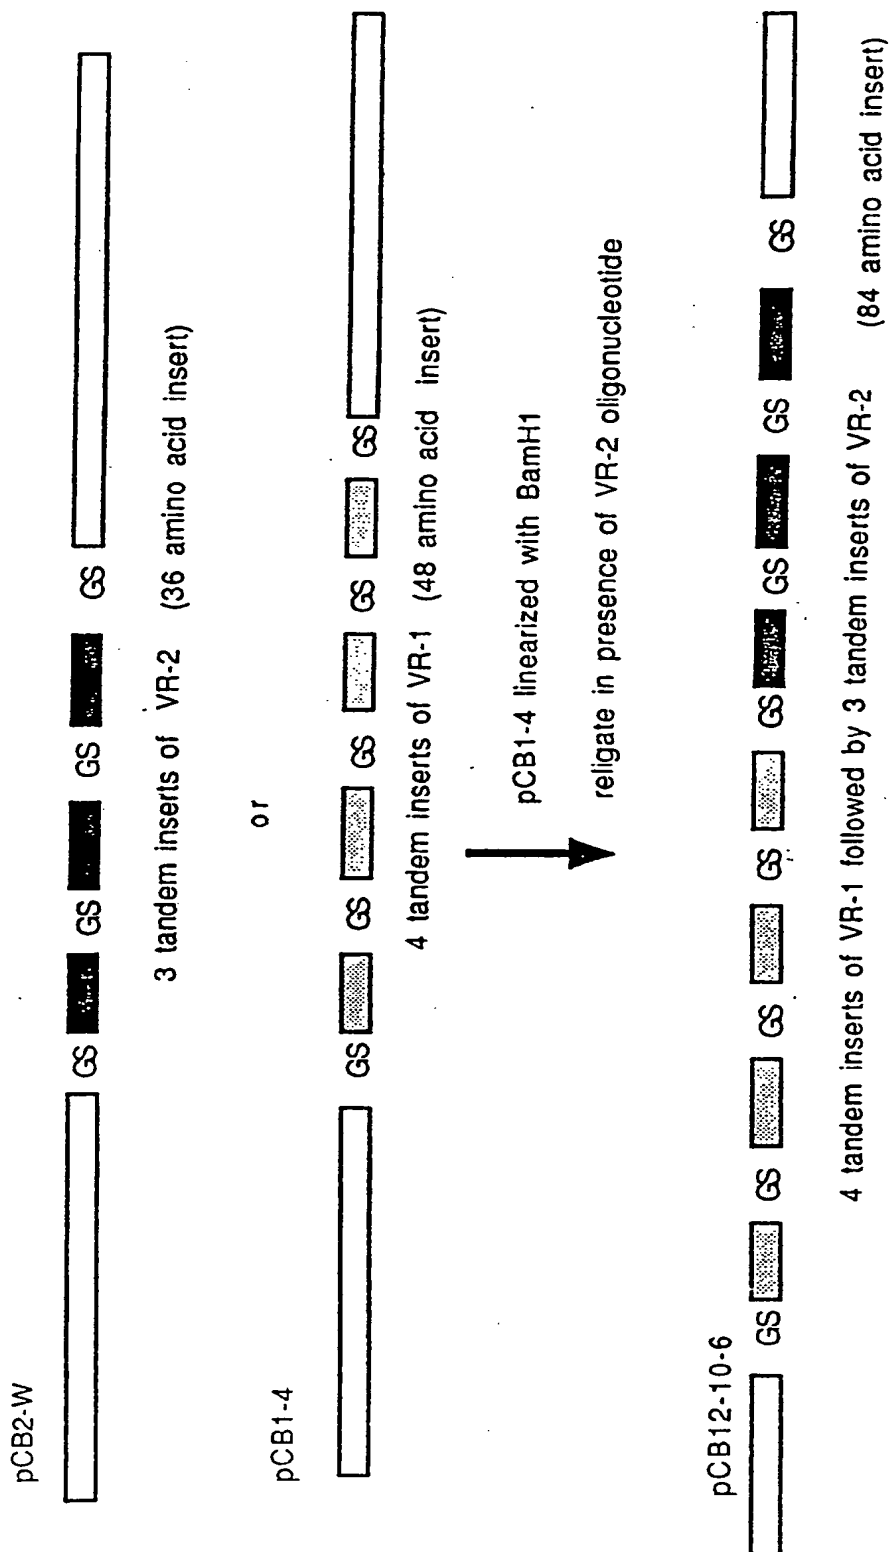 pCB2-W
GS GS GS GS
3 tandem inserts of VR-2 (36 amino acid insert)
or
pCB1-4
GS GS GS GS GS
4 tandem inserts of VR-1 (48 amino acid insert)
pCB1-4 linearized with BamH1
religate in presence of VR-2 oligonucleotide
pCB12-10-6
GS GS GS GS GS GS GS GS
4 tandem inserts of VR-1 followed by 3 tandem inserts of VR-2 (84 amino acid insert)